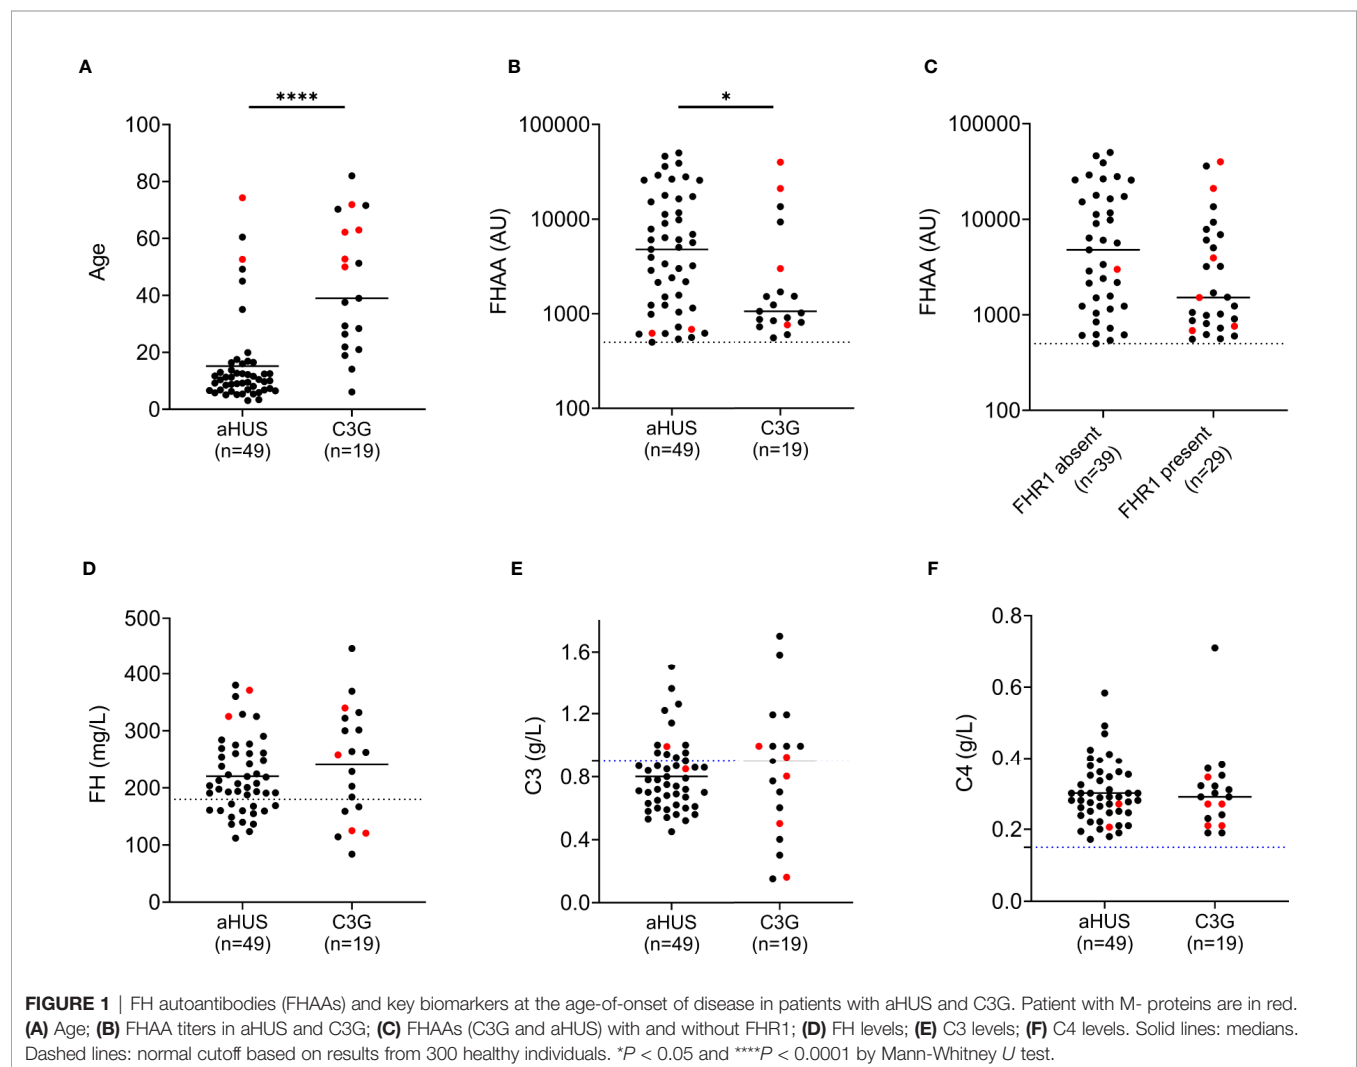 A
****
Age
100
80
60
40
20
0
aHUS
(n=49)
C3G
(n=19)
B
*
FHAA (AU)
100000
10000
1000
100
aHUS
(n=49)
C3G
(n=19)
C
FHAA (AU)
100000
10000
1000
100
FHR1 absent
(n=39)
FHR1 present
(n=29)
D
FH (mg/L)
500
400
300
200
100
0
aHUS
(n=49)
C3G
(n=19)
E
C3 (g/L)
1.6
1.2
0.8
0.4
0.0
aHUS
(n=49)
C3G
(n=19)
F
C4 (g/L)
0.8
0.6
0.4
0.2
0.0
aHUS
(n=49)
C3G
(n=19)
FIGURE 1 | FH autoantibodies (FHAAs) and key biomarkers at the age-of-onset of disease in patients with aHUS and C3G. Patient with M- proteins are in red.
(A) Age; (B) FHAA titers in aHUS and C3G; (C) FHAAs (C3G and aHUS) with and without FHR1; (D) FH levels; (E) C3 levels; (F) C4 levels. Solid lines: medians.
Dashed lines: normal cutoff based on results from 300 healthy individuals. *P < 0.05 and ****P < 0.0001 by Mann-Whitney U test.